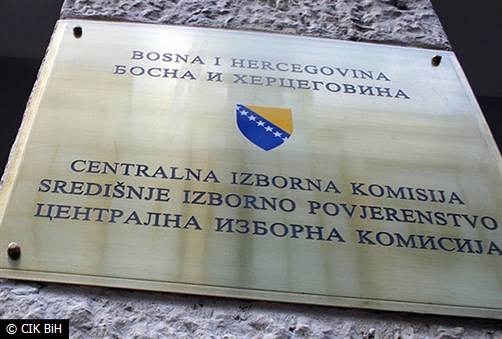 BOSNA I HERCEGOVINA
БОСНА И ХЕРЦЕГОВИНА
CENTRALNA IZBORNA KOMISIJA
SREDIŠNJE IZBORNO POVJERENSTVO
ЦЕНТРАЛНА ИЗБОРНА КОМИСИЈА
© CIK BiH